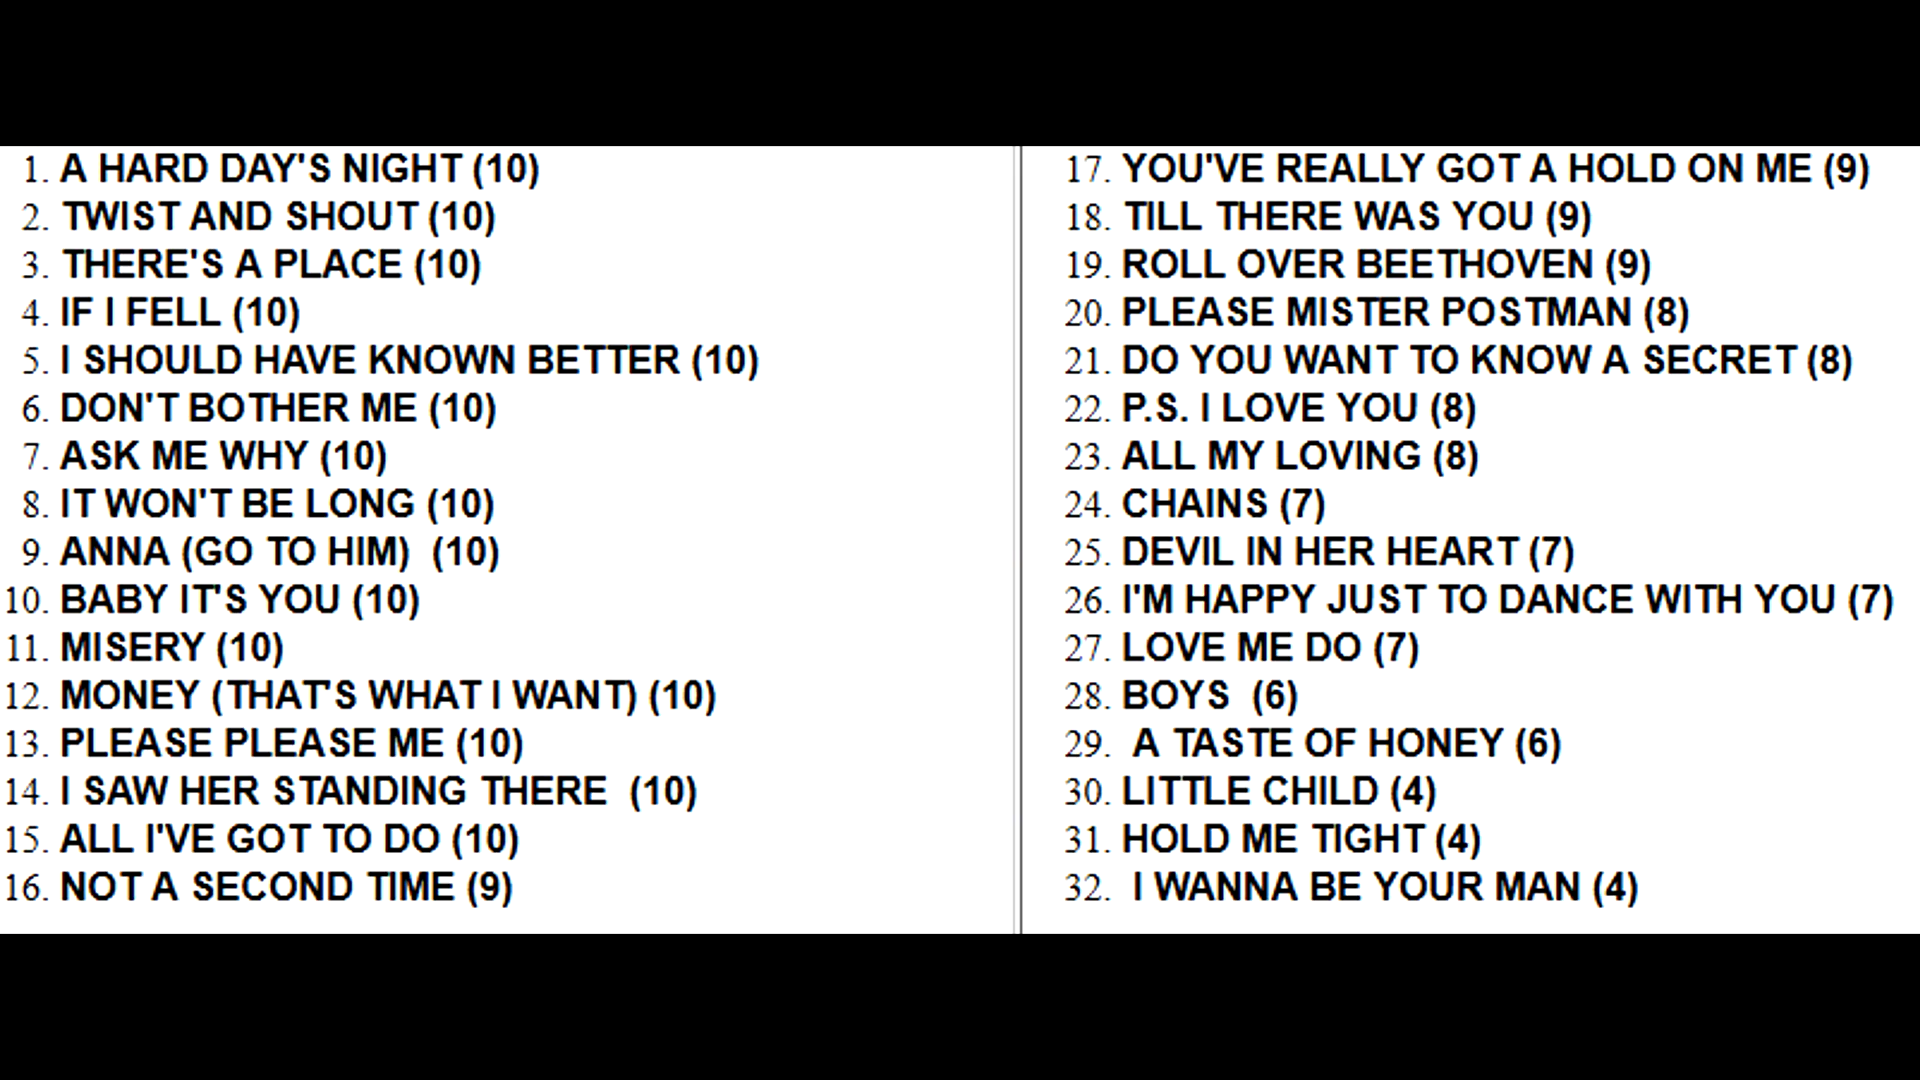 1. A HARD DAY'S NIGHT (10)
2. TWIST AND SHOUT (10)
3. THERE'S A PLACE (10)
4. IF I FELL (10)
5. I SHOULD HAVE KNOWN BETTER (10)
6. DON'T BOTHER ME (10)
7. ASK ME WHY (10)
8. IT WON'T BE LONG (10)
9. ANNA (GO TO HIM) (10)
10. BABY IT'S YOU (10)
11. MISERY (10)
12. MONEY (THAT'S WHAT I WANT) (10)
13. PLEASE PLEASE ME (10)
14. I SAW HER STANDING THERE (10)
15. ALL I'VE GOT TO DO (10)
16. NOT A SECOND TIME (9)
17. YOU'VE REALLY GOT A HOLD ON ME (9)
18. TILL THERE WAS YOU (9)
19. ROLL OVER BEETHOVEN (9)
20. PLEASE MISTER POSTMAN (8)
21. DO YOU WANT TO KNOW A SECRET (8)
22. P.S. I LOVE YOU (8)
23. ALL MY LOVING (8)
24. CHAINS (7)
25. DEVIL IN HER HEART (7)
26. I'M HAPPY JUST TO DANCE WITH YOU (7)
27. LOVE ME DO (7)
28. BOYS (6)
29. A TASTE OF HONEY (6)
30. LITTLE CHILD (4)
31. HOLD ME TIGHT (4)
32. I WANNA BE YOUR MAN (4)